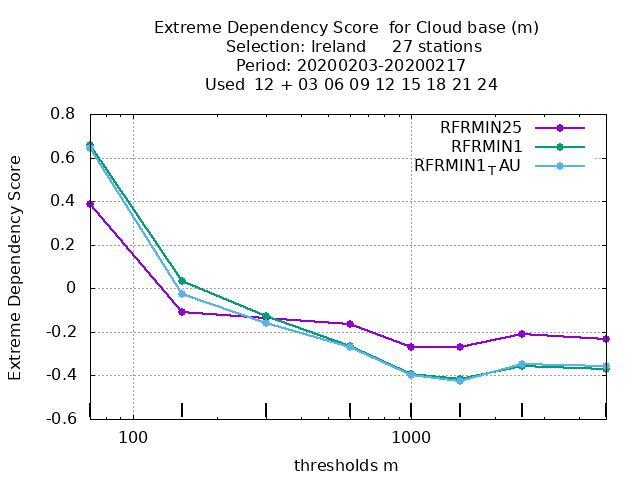 Extreme Dependency Score  for Cloud base (m)
Selection: Ireland     27 stations
Period: 20200203-20200217
Used  12 + 03 06 09 12 15 18 21 24
RFRMIN25
RFRMIN1
RFRMIN1TAU
Extreme Dependency Score
0.8
0.6
0.4
0.2
0
-0.2
-0.4
-0.6
100 1000
thresholds m